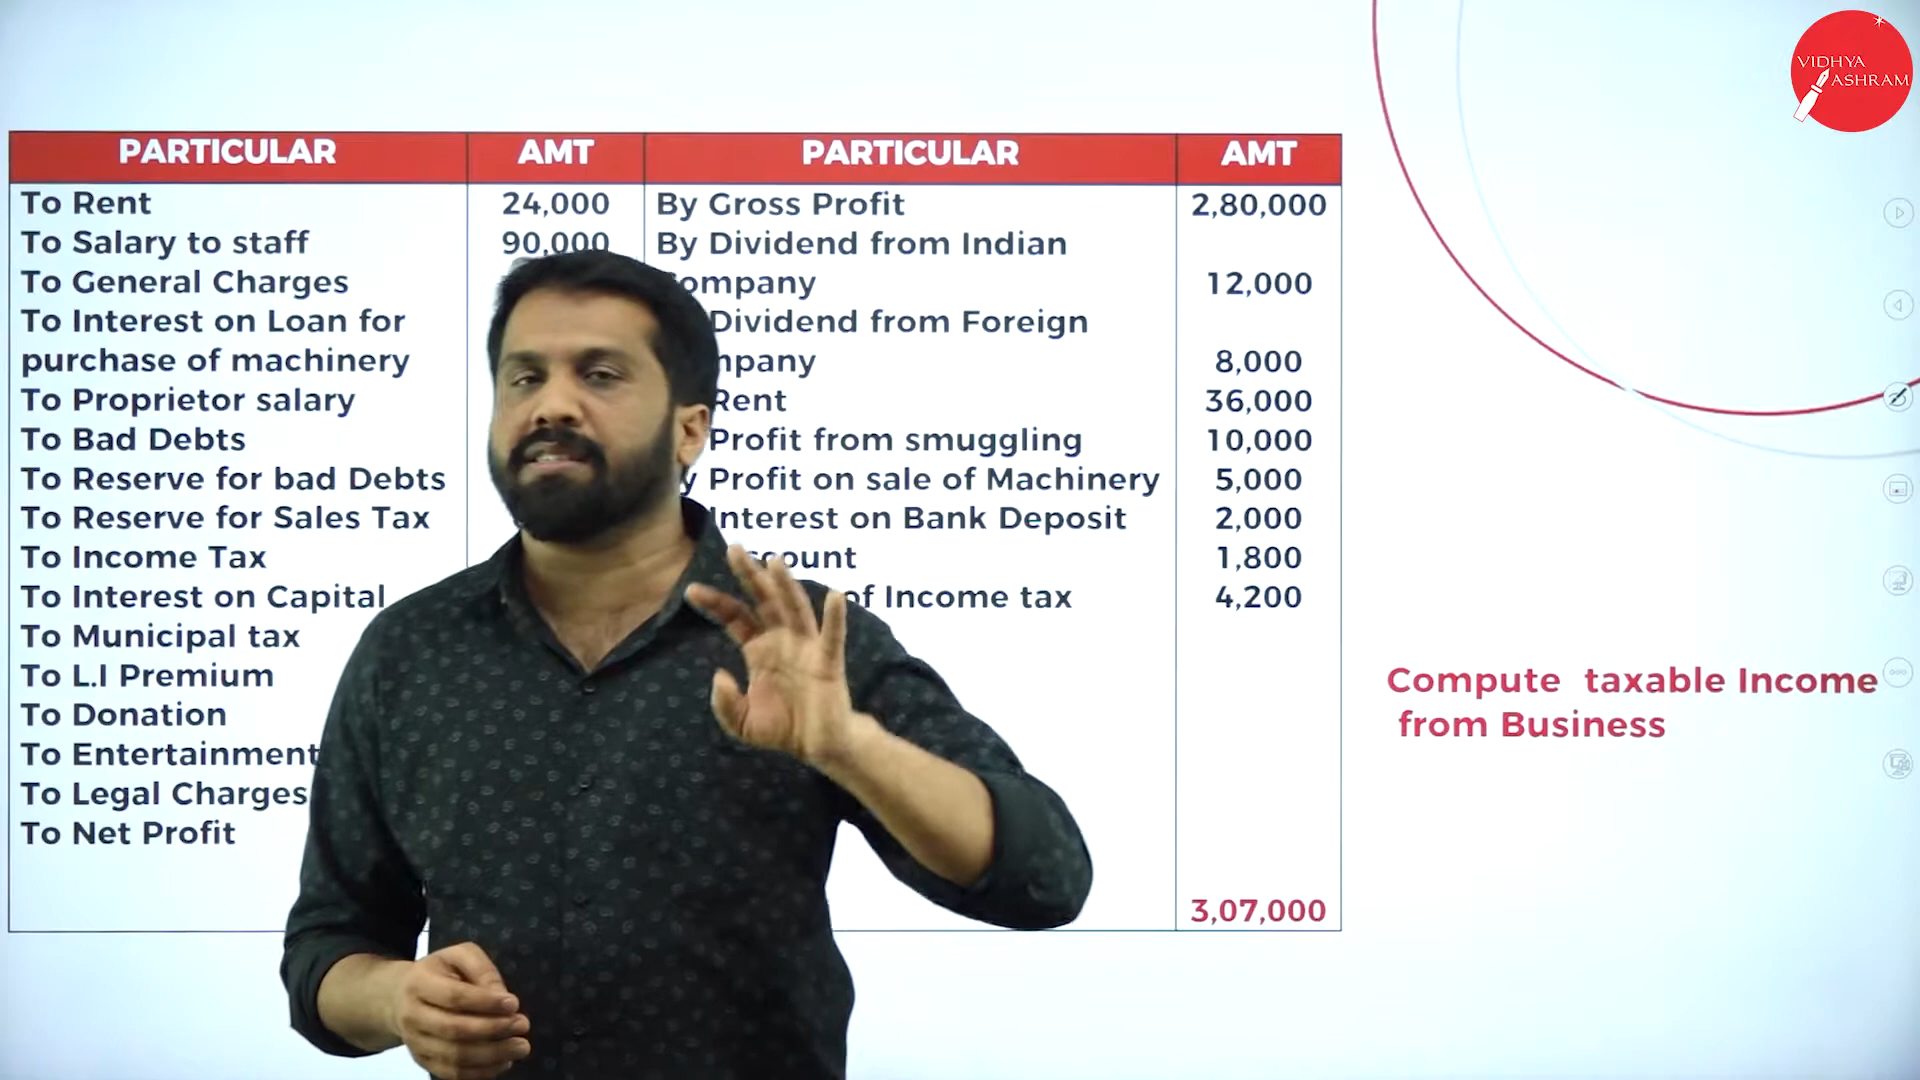 VIDHYA
ASHRAM
PARTICULAR AMT PARTICULAR AMT
To Rent 24,000 By Gross Profit 2,80,000
To Salary to staff 90,000 By Dividend from Indian
To General Charges ompany 12,000
To Interest on Loan for Dividend from Foreign
purchase of machinery mpany 8,000
To Proprietor salary Rent 36,000
To Bad Debts Profit from smuggling 10,000
To Reserve for bad Debts y Profit on sale of Machinery 5,000
To Reserve for Sales Tax Interest on Bank Deposit 2,000
To Income Tax scount 1,800
To Interest on Capital of Income tax 4,200
To Municipal tax
To L.I Premium
To Donation
To Entertainment
To Legal Charges
To Net Profit
3,07,000
Compute taxable Income
from Business